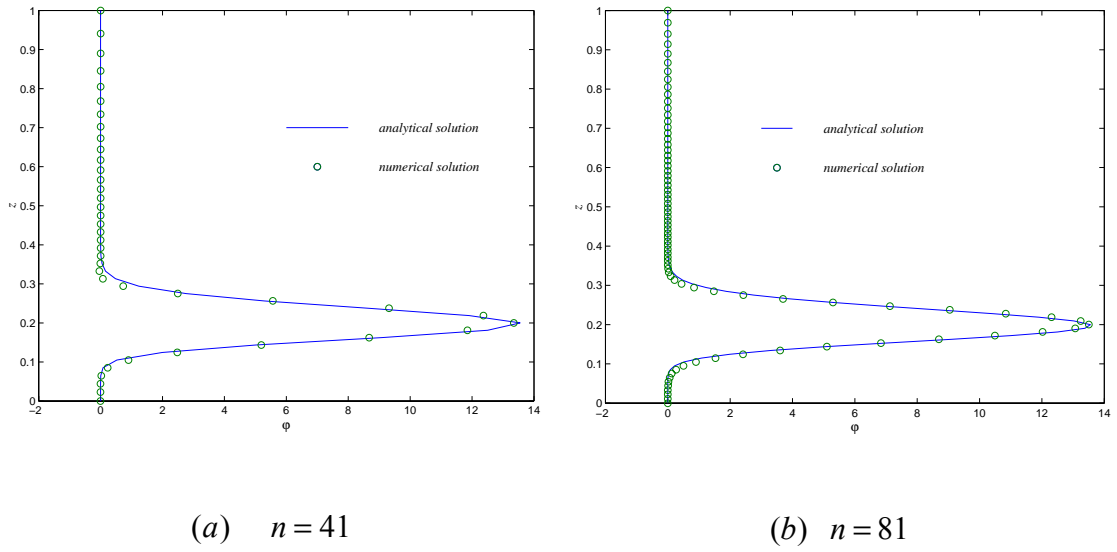 1
0.9
0.8
0.7
0.6
0.5
0.4
0.3
0.2
0.1
0
z
−2 0 2 4 6 8 10 12 14
φ
analytical solution
numerical solution
1
0.9
0.8
0.7
0.6
0.5
0.4
0.3
0.2
0.1
0
z
−2 0 2 4 6 8 10 12 14
φ
analytical solution
numerical solution
(a) n = 41
(b) n = 81